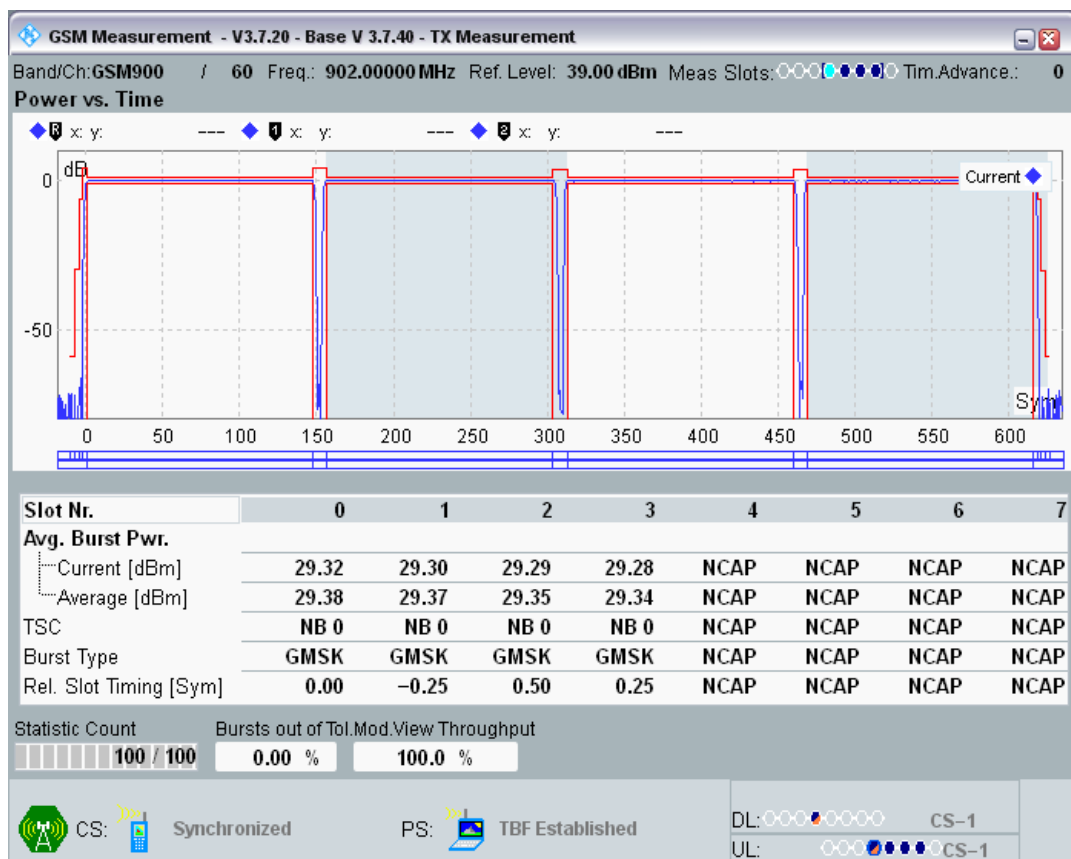 GSM Measurement - V3.7.20 - Base V 3.7.40 - TX Measurement
Band/Ch:GSM900 / 60 Freq.: 902.00000 MHz Ref. Level: 39.00 dBm Meas Slots: Tim.Advance.: 0
Power vs. Time
R x: y: --- 1 x: y: --- 2 x: y: ---
dB
Current
0
-50
Sym
0 50 100 150 200 250 300 350 400 450 500 550 600
Slot Nr. 0 1 2 3 4 5 6 7
Avg. Burst Pwr.
Current [dBm] 29.32 29.30 29.29 29.28 NCAP NCAP NCAP NCAP
Average [dBm] 29.38 29.37 29.35 29.34 NCAP NCAP NCAP NCAP
TSC NB 0 NB 0 NB 0 NB 0 NCAP NCAP NCAP NCAP
Burst Type GMSK GMSK GMSK GMSK NCAP NCAP NCAP NCAP
Rel. Slot Timing [Sym] 0.00 −0.25 0.50 0.25 NCAP NCAP NCAP NCAP
Statistic Count Bursts out of Tol. Mod.View Throughput
100 / 100 0.00 % 100.0 %
CS: Synchronized PS: TBF Established DL: CS−1
UL: CS−1